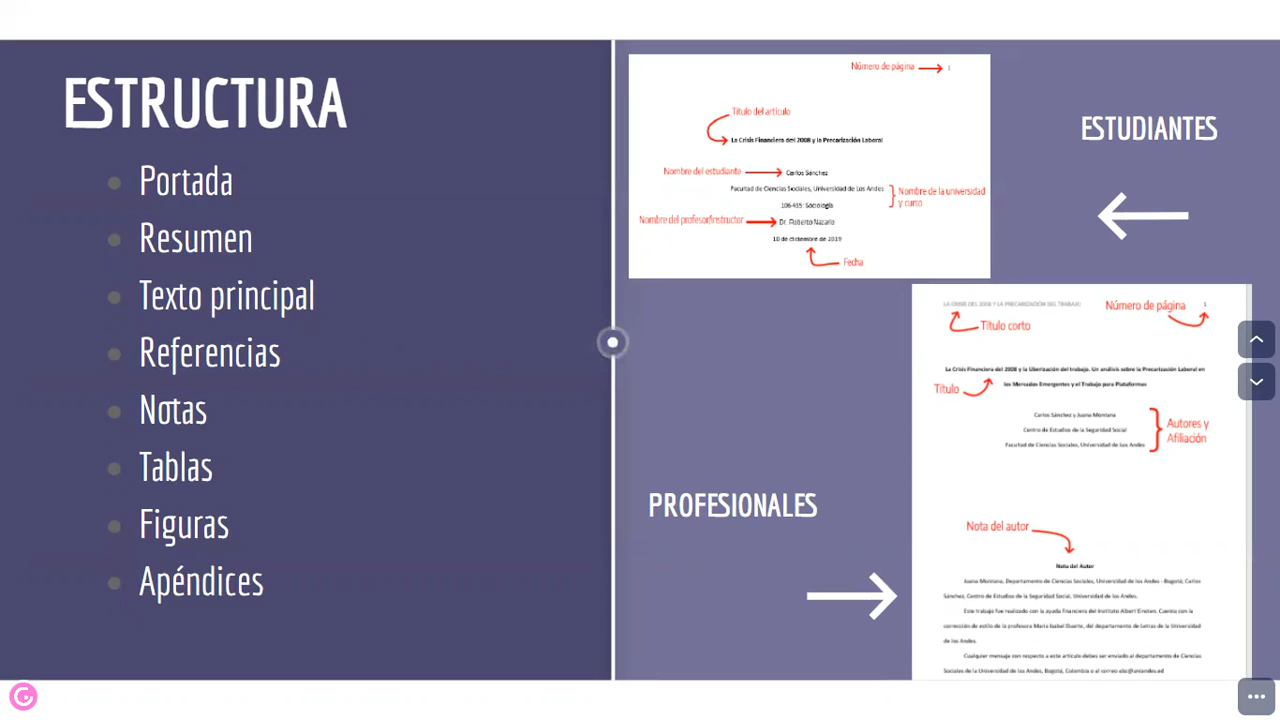 ESTRUCTURA
Portada
Resumen
Texto principal
Referencias
Notas
Tablas
Figuras
Apéndices
Número de página
1
Título del artículo
La Crisis Financiera del 2008 y la Precarización Laboral
Nombre del estudiante
Carlos Sánchez
Facultad de Ciencias Sociales, Universidad de Los Andes
106-435: Sociología
Nombre de la universidad
y curso
Nombre del profesor/instructor
Dr. Roberto Nazario
10 de diciembre de 2019
Fecha
ESTUDIANTES
PROFESIONALES
LA CRISIS DEL 2008 Y LA PRECARIZACIÓN DEL TRABAJO
Número de página
1
Título corto
La Crisis Financiera del 2008 y la Uberización del trabajo. Un análisis sobre la Precarización Laboral en
los Mercados Emergentes y el Trabajo para Plataformas
Título
Carlos Sánchez y Juana Montana
Centro de Estudios de la Seguridad Social
Facultad de Ciencias Sociales, Universidad de los Andes
Autores y
Afiliación
Nota del autor
Nota del Autor
Juana Montana, Departamento de Ciencias Sociales, Universidad de los Andes - Bogotá; Carlos
Sánchez, Centro de Estudios de la Seguridad Social, Universidad de los Andes.
Este trabajo fue realizado con la ayuda financiera del Instituto Albert Einsten. Cuenta con la
corrección de estilo de la profesora María Isabel Duarte, del departamento de Letras de la Universidad
de los Andes.
Cualquier mensaje con respecto a este artículo debes ser enviado al departamento de Ciencias
Sociales de la Universidad de los Andes, Bogotá, Colombia o al correo abc@uniandes.ed